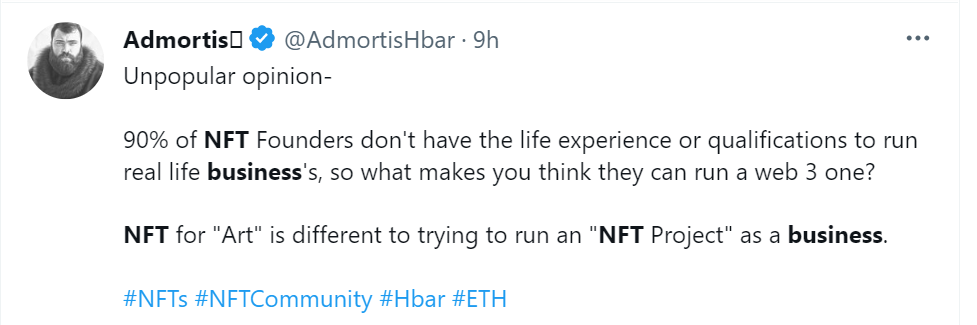 Admortis @AdmortisHbar · 9h
Unpopular opinion-
90% of NFT Founders don't have the life experience or qualifications to run
real life business's, so what makes you think they can run a web 3 one?
NFT for "Art" is different to trying to run an "NFT Project" as a business.
#NFTs #NFTCommunity #Hbar #ETH